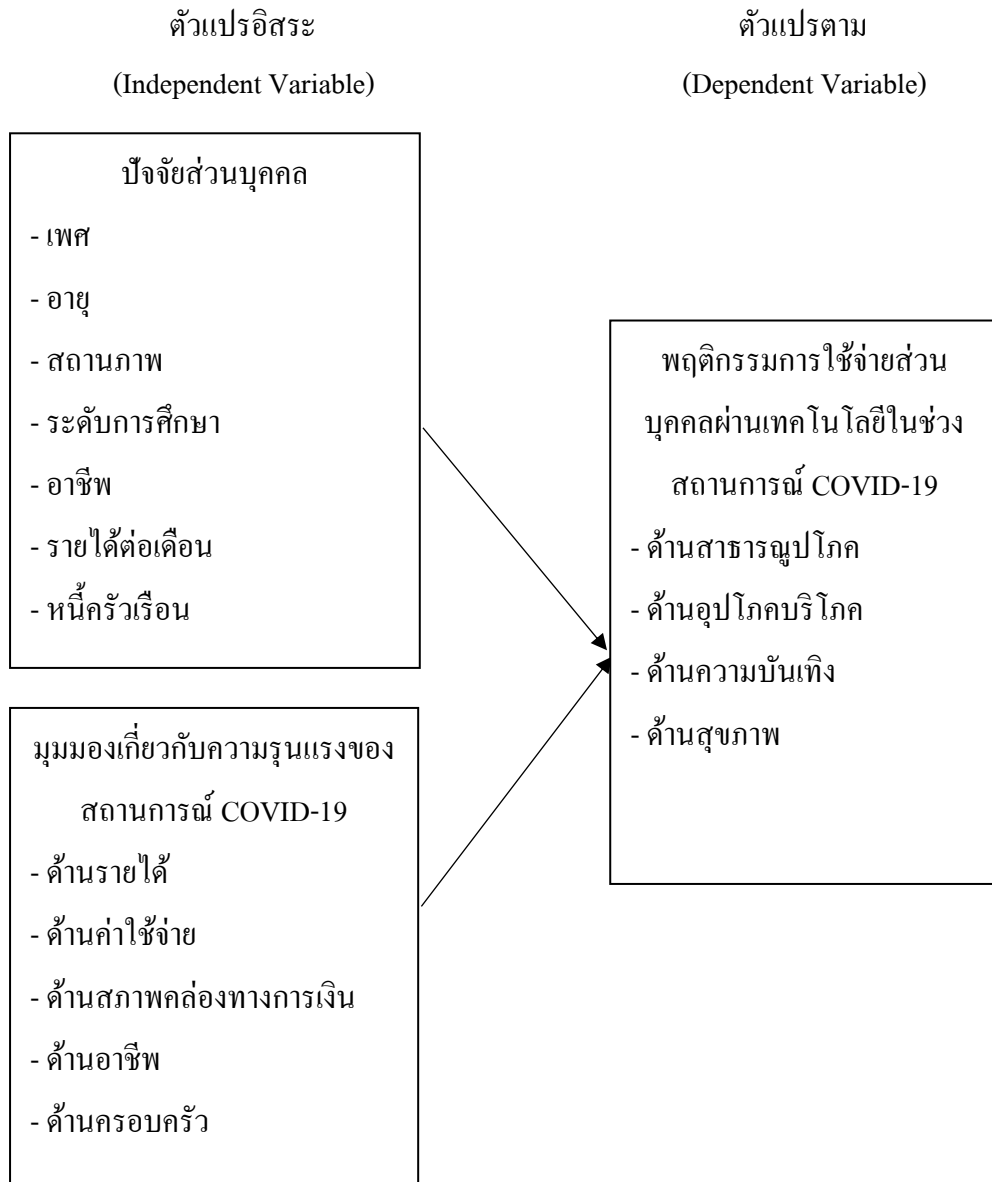 ตัวแปรอิสระ
(Independent Variable)
ตัวแปรตาม
(Dependent Variable)
ปัจจัยส่วนบุคคล
- เพศ
- อายุ
- สถานภาพ
- ระดับการศึกษา
- อาชีพ
- รายได้ต่อเดือน
- หนี้ครัวเรือน
มุมมองเกี่ยวกับความรุนแรงของ
สถานการณ์ COVID-19
- ด้านรายได้
- ด้านค่าใช้จ่าย
- ด้านสภาพคล่องทางการเงิน
- ด้านอาชีพ
- ด้านครอบครัว
พฤติกรรมการใช้จ่ายส่วน
บุคคลผ่านเทคโนโลยีในช่วง
สถานการณ์ COVID-19
- ด้านสาธารณูปโภค
- ด้านอุปโภคบริโภค
- ด้านความบันเทิง
- ด้านสุขภาพ